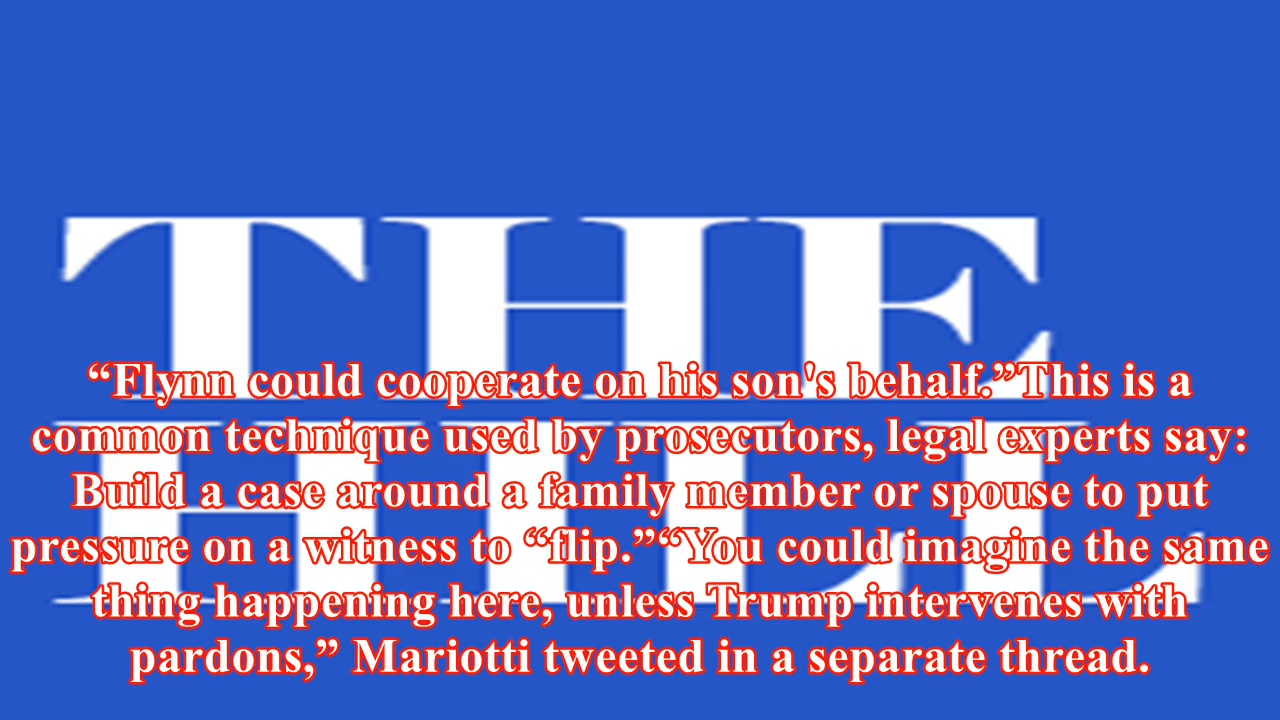 THE
HILL
“Flynn could cooperate on his son's behalf.”This is a
common technique used by prosecutors, legal experts say:
Build a case around a family member or spouse to put
pressure on a witness to “flip.”“You could imagine the same
thing happening here, unless Trump intervenes with
pardons,” Mariotti tweeted in a separate thread.